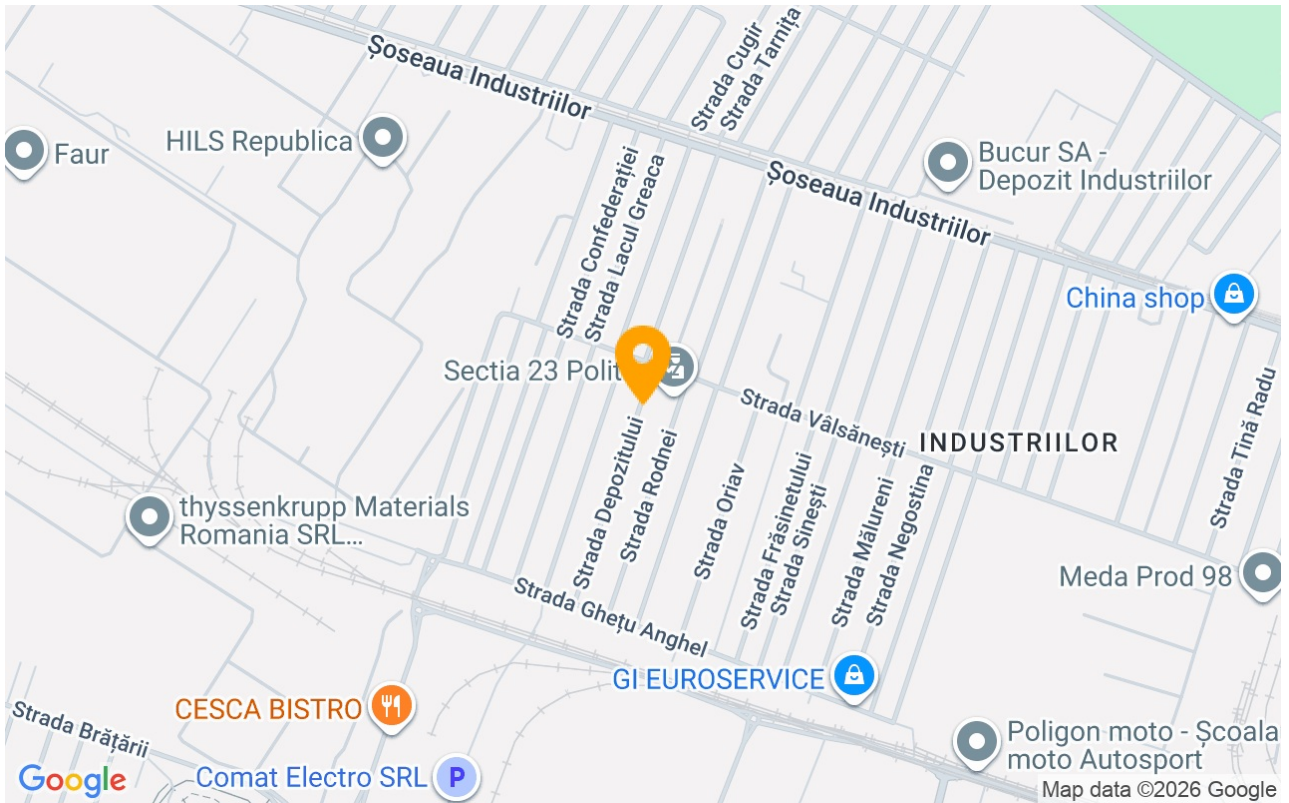 Șoseaua Industriilor
Strada Cugir
Strada Tarnița
Faur
HILS Republica
Bucur SA -
Depozit Industriilor
Strada Confederației
Strada Lacul Greaca
Șoseaua Industriilor
China shop
Sectia 23 Polit
Strada Vâlsănești
INDUSTRIILOR
Strada Tină Radu
Strada Depozitului
Strada Rodnei
Strada Oriav
Strada Frăsinetului
Strada Sinești
Strada Mălureni
Strada Negostina
thyssenkrupp Materials
Romania SRL...
Meda Prod 98
Strada Ghețu Anghel
GI EUROSERVICE
CESCA BISTRO
Strada Brățării
Poligon moto - Școala
moto Autosport
Google
Comat Electro SRL
P
Map data ©2026 Google